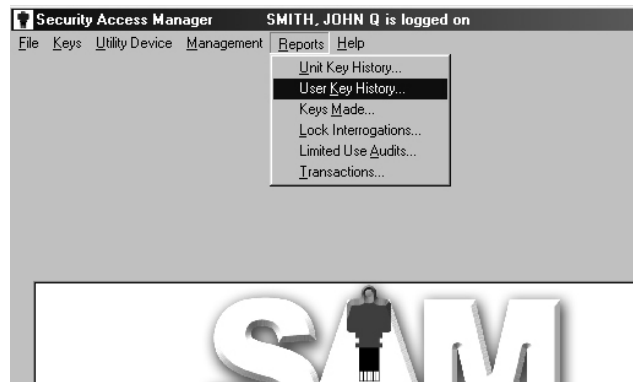 Security Access Manager SMITH, JOHN Q is logged on
File Keys Utility Device Management Reports Help
Unit Key History...
User Key History...
Keys Made...
Lock Interrogations...
Limited Use Audits...
Transactions...
SAM